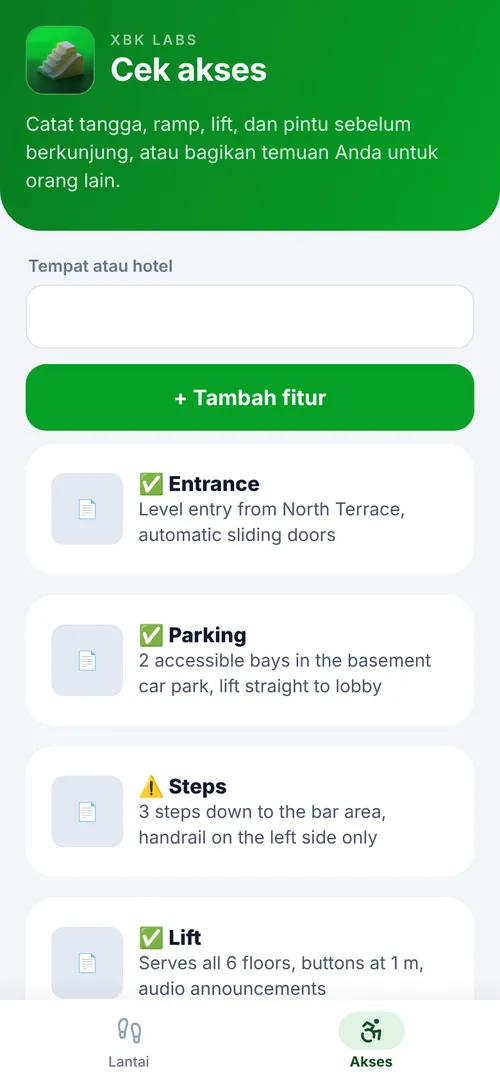 XBK LABS
Cek akses
Catat tangga, ramp, lift, dan pintu sebelum
berkunjung, atau bagikan temuan Anda untuk
orang lain.
Tempat atau hotel
+ Tambah fitur
✅ Entrance
Level entry from North Terrace,
automatic sliding doors
✅ Parking
2 accessible bays in the basement
car park, lift straight to lobby
⚠️ Steps
3 steps down to the bar area,
handrail on the left side only
✅ Lift
Serves all 6 floors, buttons at 1 m,
audio announcements
Lantai
Akses